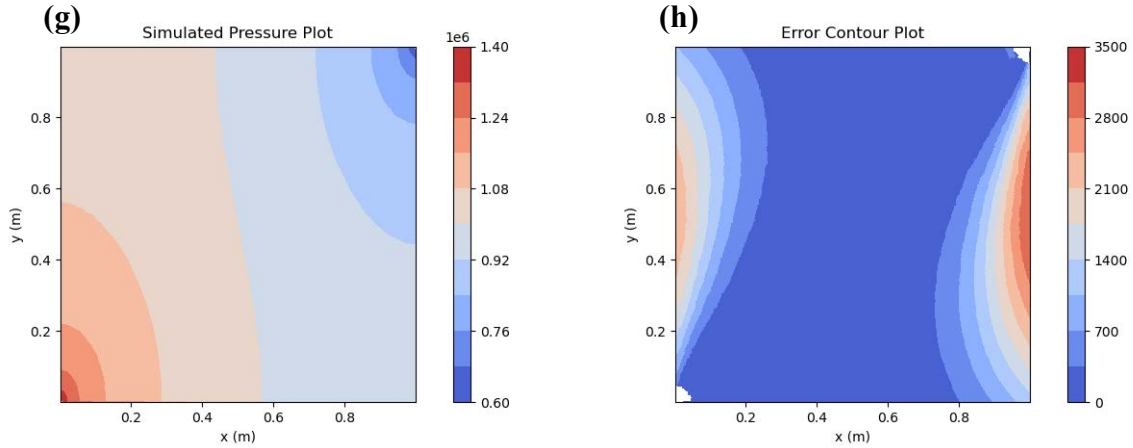 (g)
Simulated Pressure Plot
1e6
1.40
1.24
1.08
0.92
0.76
0.60
0.8
0.6
0.4
0.2
y (m)
0.2 0.4 0.6 0.8
x (m)
(h)
Error Contour Plot
3500
2800
2100
1400
700
0
0.8
0.6
0.4
0.2
y (m)
0.2 0.4 0.6 0.8
x (m)